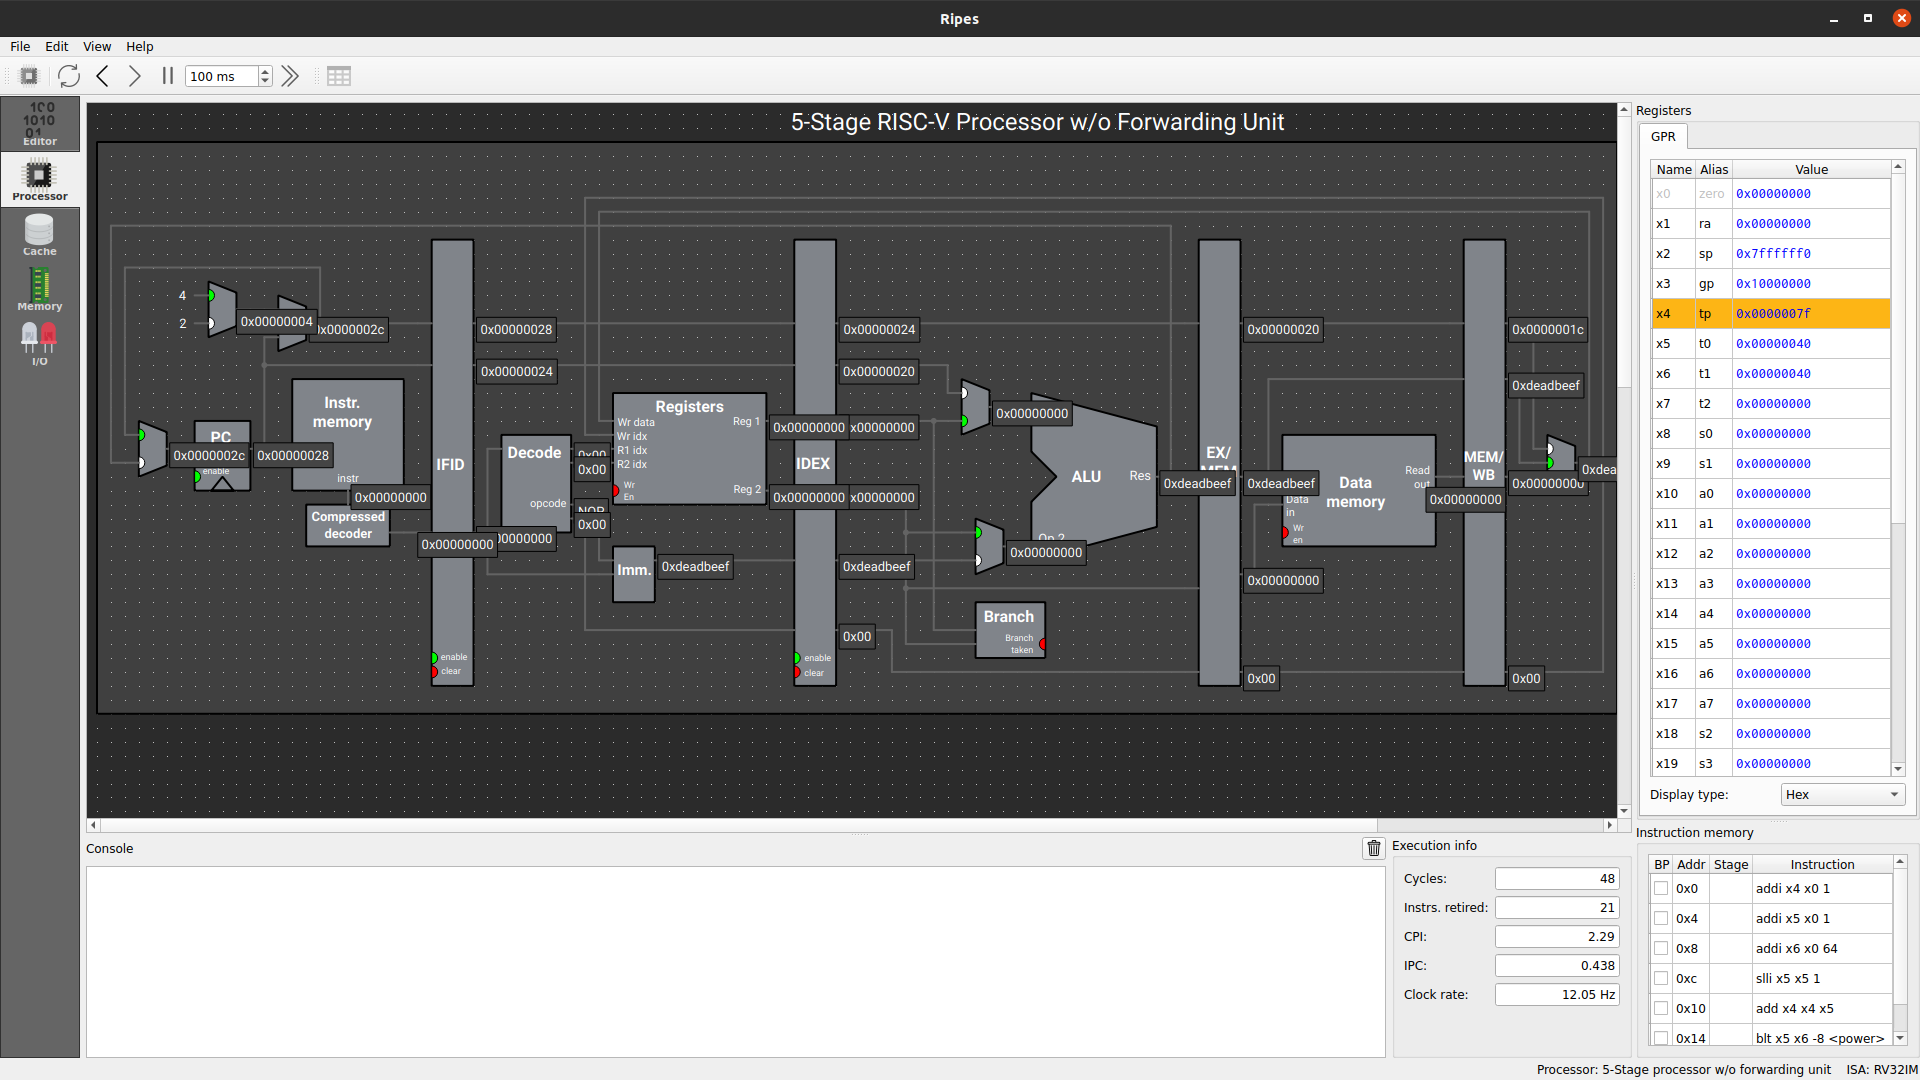 Ripes
File Edit View Help
100 ms
Editor
Processor
Cache
Memory
I/O
5-Stage RISC-V Processor w/o Forwarding Unit
4
2
0x00000004
0x0000002c
0x00000028
0x00000024
0x00000020
0x0000001c
0x00000024
0x00000020
0xdeadbeef
Instr. memory
instr
PC
enable
0x0000002c
0x00000028
0x00000000
Compressed decoder
0x00000000
IFID
enable
clear
Decode
opcode
0x00
0x00
NOP
0x00
Registers
Wr data
Wr idx
R1 idx
R2 idx
Wr En
Reg 1
Reg 2
0x00000000
x00000000
0x00000000
x00000000
Imm.
0xdeadbeef
IDEX
enable
clear
0xdeadbeef
0x00
0x00000000
0x00000000
ALU
Op 2
Res
0xdeadbeef
Branch
Branch taken
EX/
MEM
0xdeadbeef
0x00000000
0x00
Data memory
Data in
Wr en
Read out
0x00000000
MEM/
WB
0x00000000
0xdea
0x00
Registers
GPR
Name Alias Value
x0 zero 0x00000000
x1 ra 0x00000000
x2 sp 0x7ffffff0
x3 gp 0x10000000
x4 tp 0x0000007f
x5 t0 0x00000040
x6 t1 0x00000040
x7 t2 0x00000000
x8 s0 0x00000000
x9 s1 0x00000000
x10 a0 0x00000000
x11 a1 0x00000000
x12 a2 0x00000000
x13 a3 0x00000000
x14 a4 0x00000000
x15 a5 0x00000000
x16 a6 0x00000000
x17 a7 0x00000000
x18 s2 0x00000000
x19 s3 0x00000000
Display type: Hex
Console
Execution info
Cycles: 48
Instrs. retired: 21
CPI: 2.29
IPC: 0.438
Clock rate: 12.05 Hz
Instruction memory
BP Addr Stage Instruction
0x0 addi x4 x0 1
0x4 addi x5 x0 1
0x8 addi x6 x0 64
0xc slli x5 x5 1
0x10 add x4 x4 x5
0x14 blt x5 x6 -8 <power>
Processor: 5-Stage processor w/o forwarding unit ISA: RV32IM